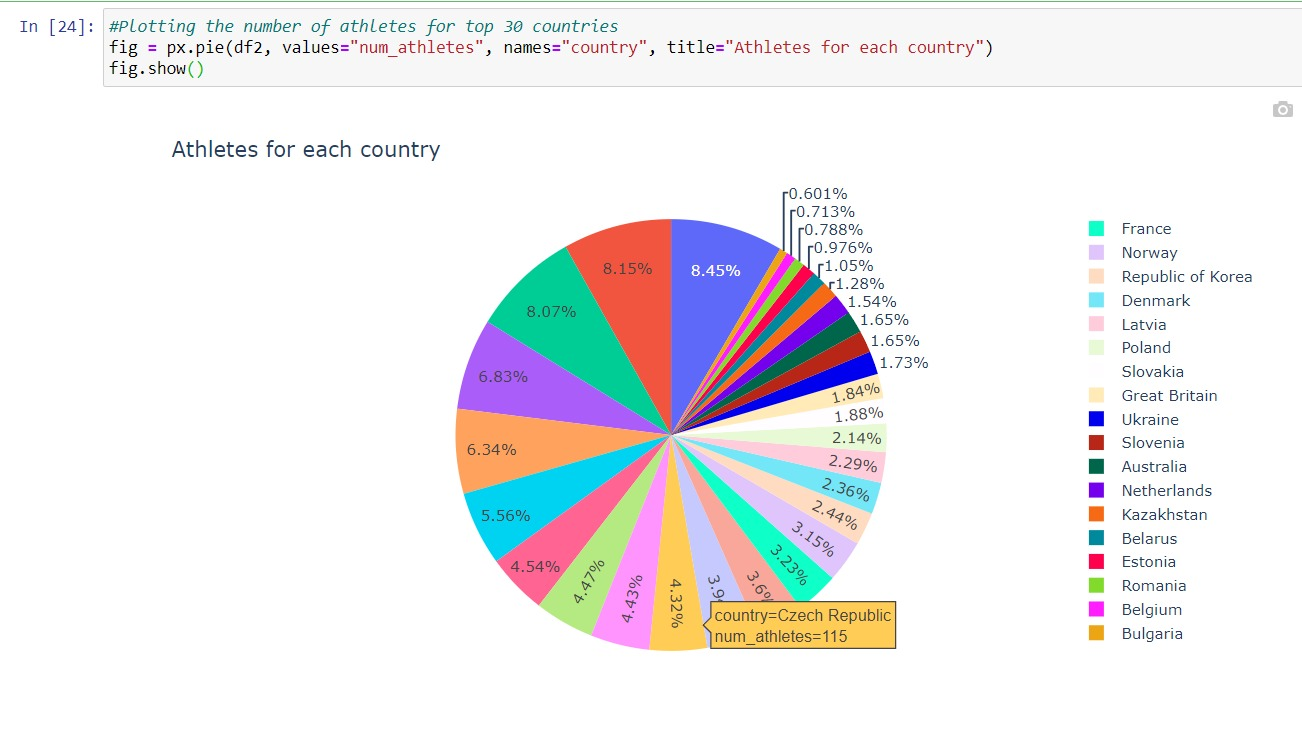 In [24]:
#Plotting the number of athletes for top 30 countries
fig = px.pie(df2, values="num_athletes", names="country", title="Athletes for each country")
fig.show()
Athletes for each country
0.601%
0.713%
0.788%
0.976%
1.05%
1.28%
1.54%
1.65%
1.65%
1.73%
1.84%
1.88%
2.14%
2.29%
2.36%
2.44%
3.15%
3.23%
3.6%
4.32%
4.43%
4.47%
4.54%
5.56%
6.34%
6.83%
8.07%
8.15%
8.45%
country=Czech Republic
num_athletes=115
France
Norway
Republic of Korea
Denmark
Latvia
Poland
Slovakia
Great Britain
Ukraine
Slovenia
Australia
Netherlands
Kazakhstan
Belarus
Estonia
Romania
Belgium
Bulgaria